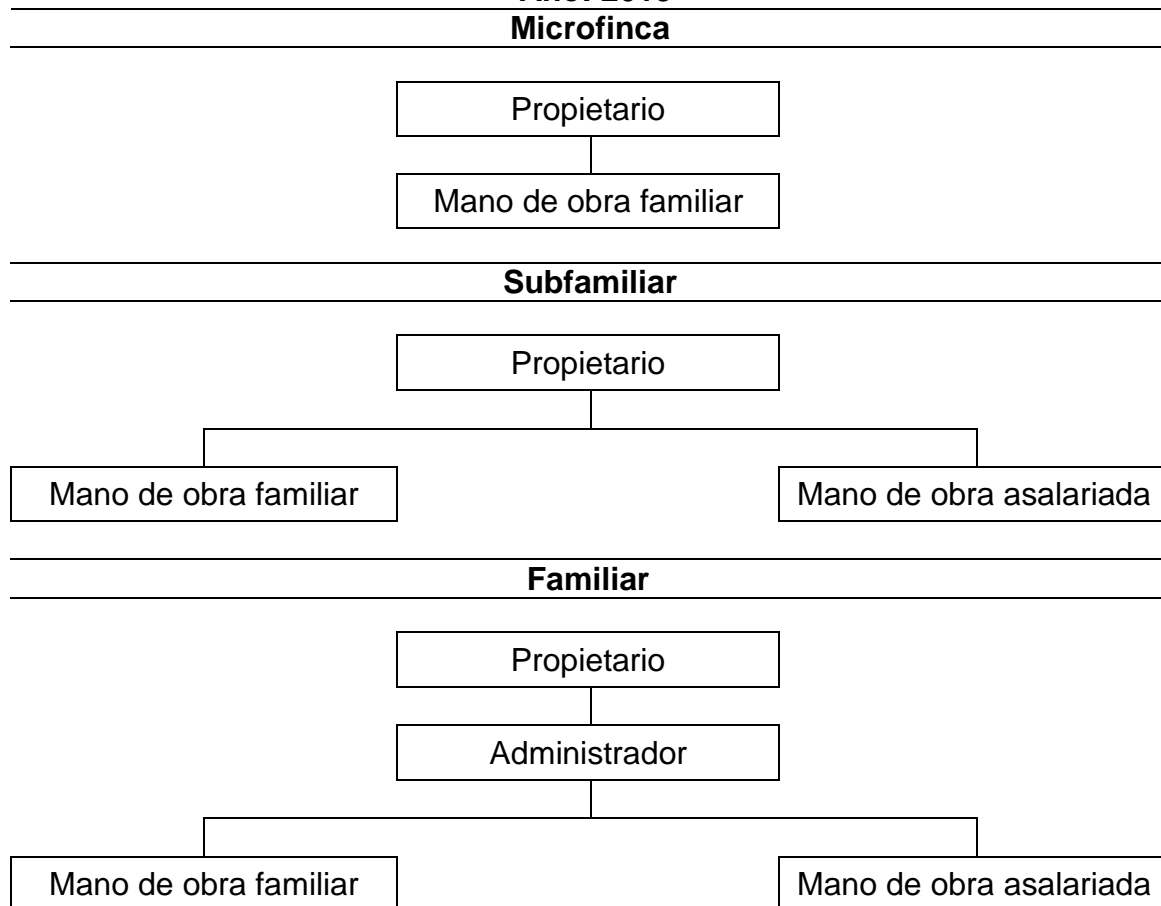 Microfinca
Propietario
Mano de obra familiar
Subfamiliar
Propietario
Mano de obra familiar
Mano de obra asalariada
Familiar
Propietario
Administrador
Mano de obra familiar
Mano de obra asalariada